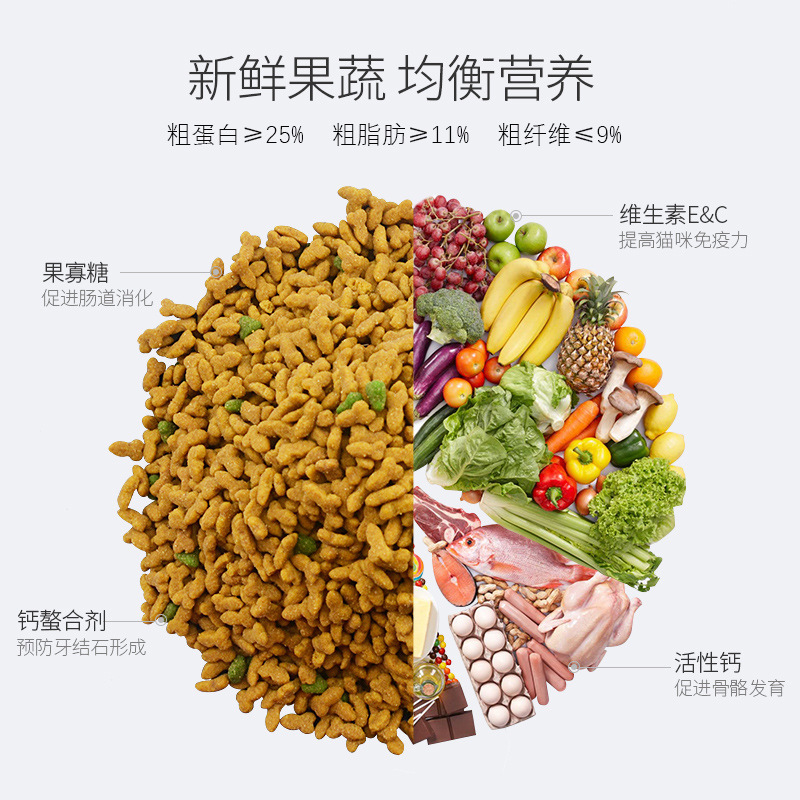 新鲜果蔬 均衡营养
粗蛋白≥25% 粗脂肪≥11% 粗纤维≤9%
维生素E&C
提高猫咪免疫力
果寡糖
促进肠道消化
钙螯合剂
预防牙结石形成
活性钙
促进骨骼发育